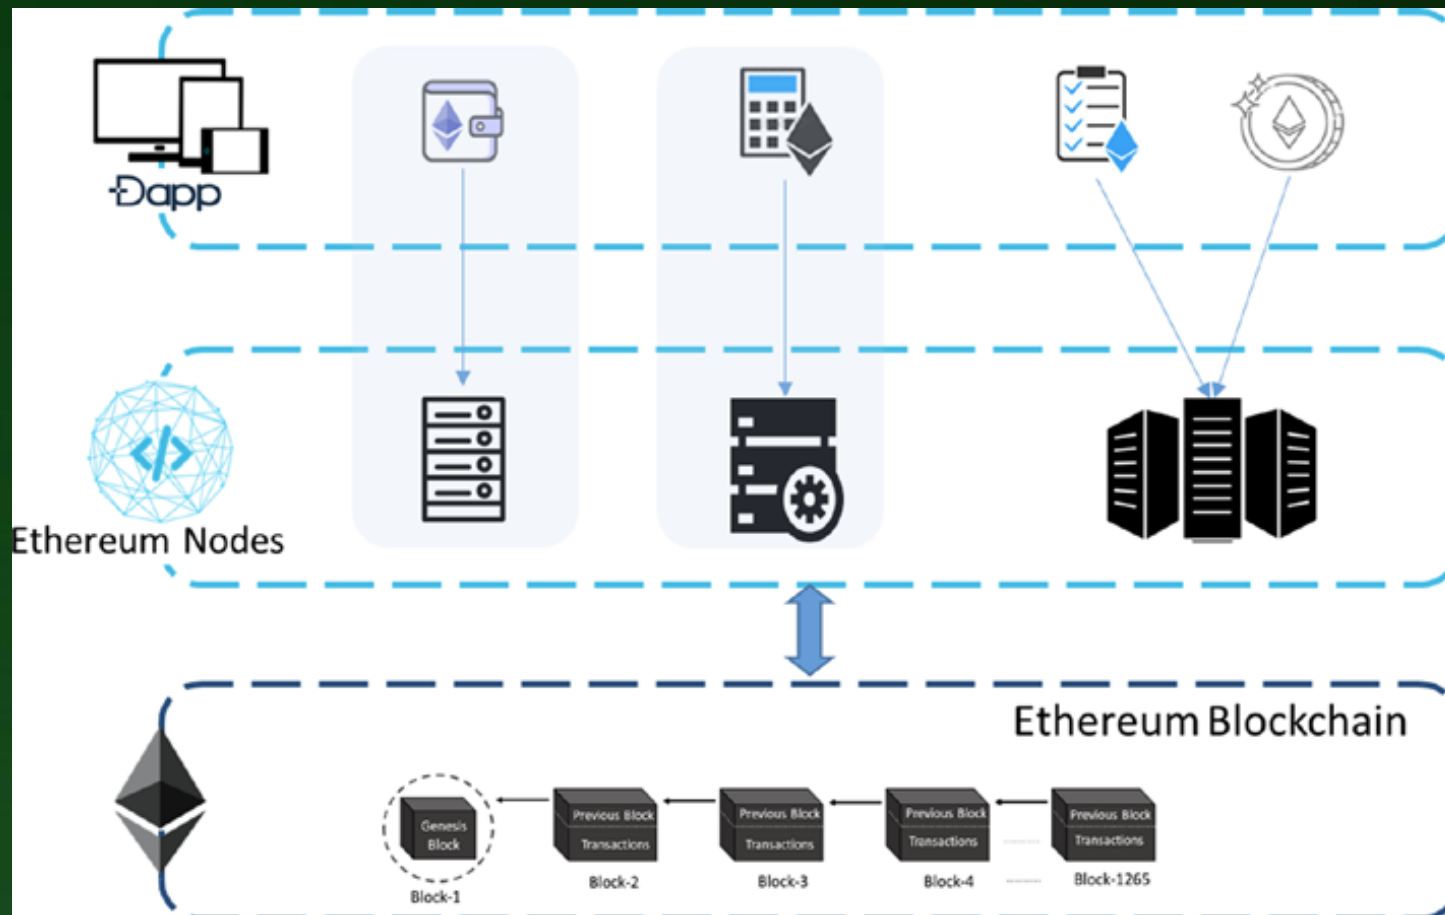 Dapp
Ethereum Nodes
Ethereum Blockchain
Genesis
Block
Block-1
Previous Block
Transactions
Block-2
Previous Block
Transactions
Block-3
Previous Block
Transactions
Block-4
Previous Block
Transactions
Block-1265